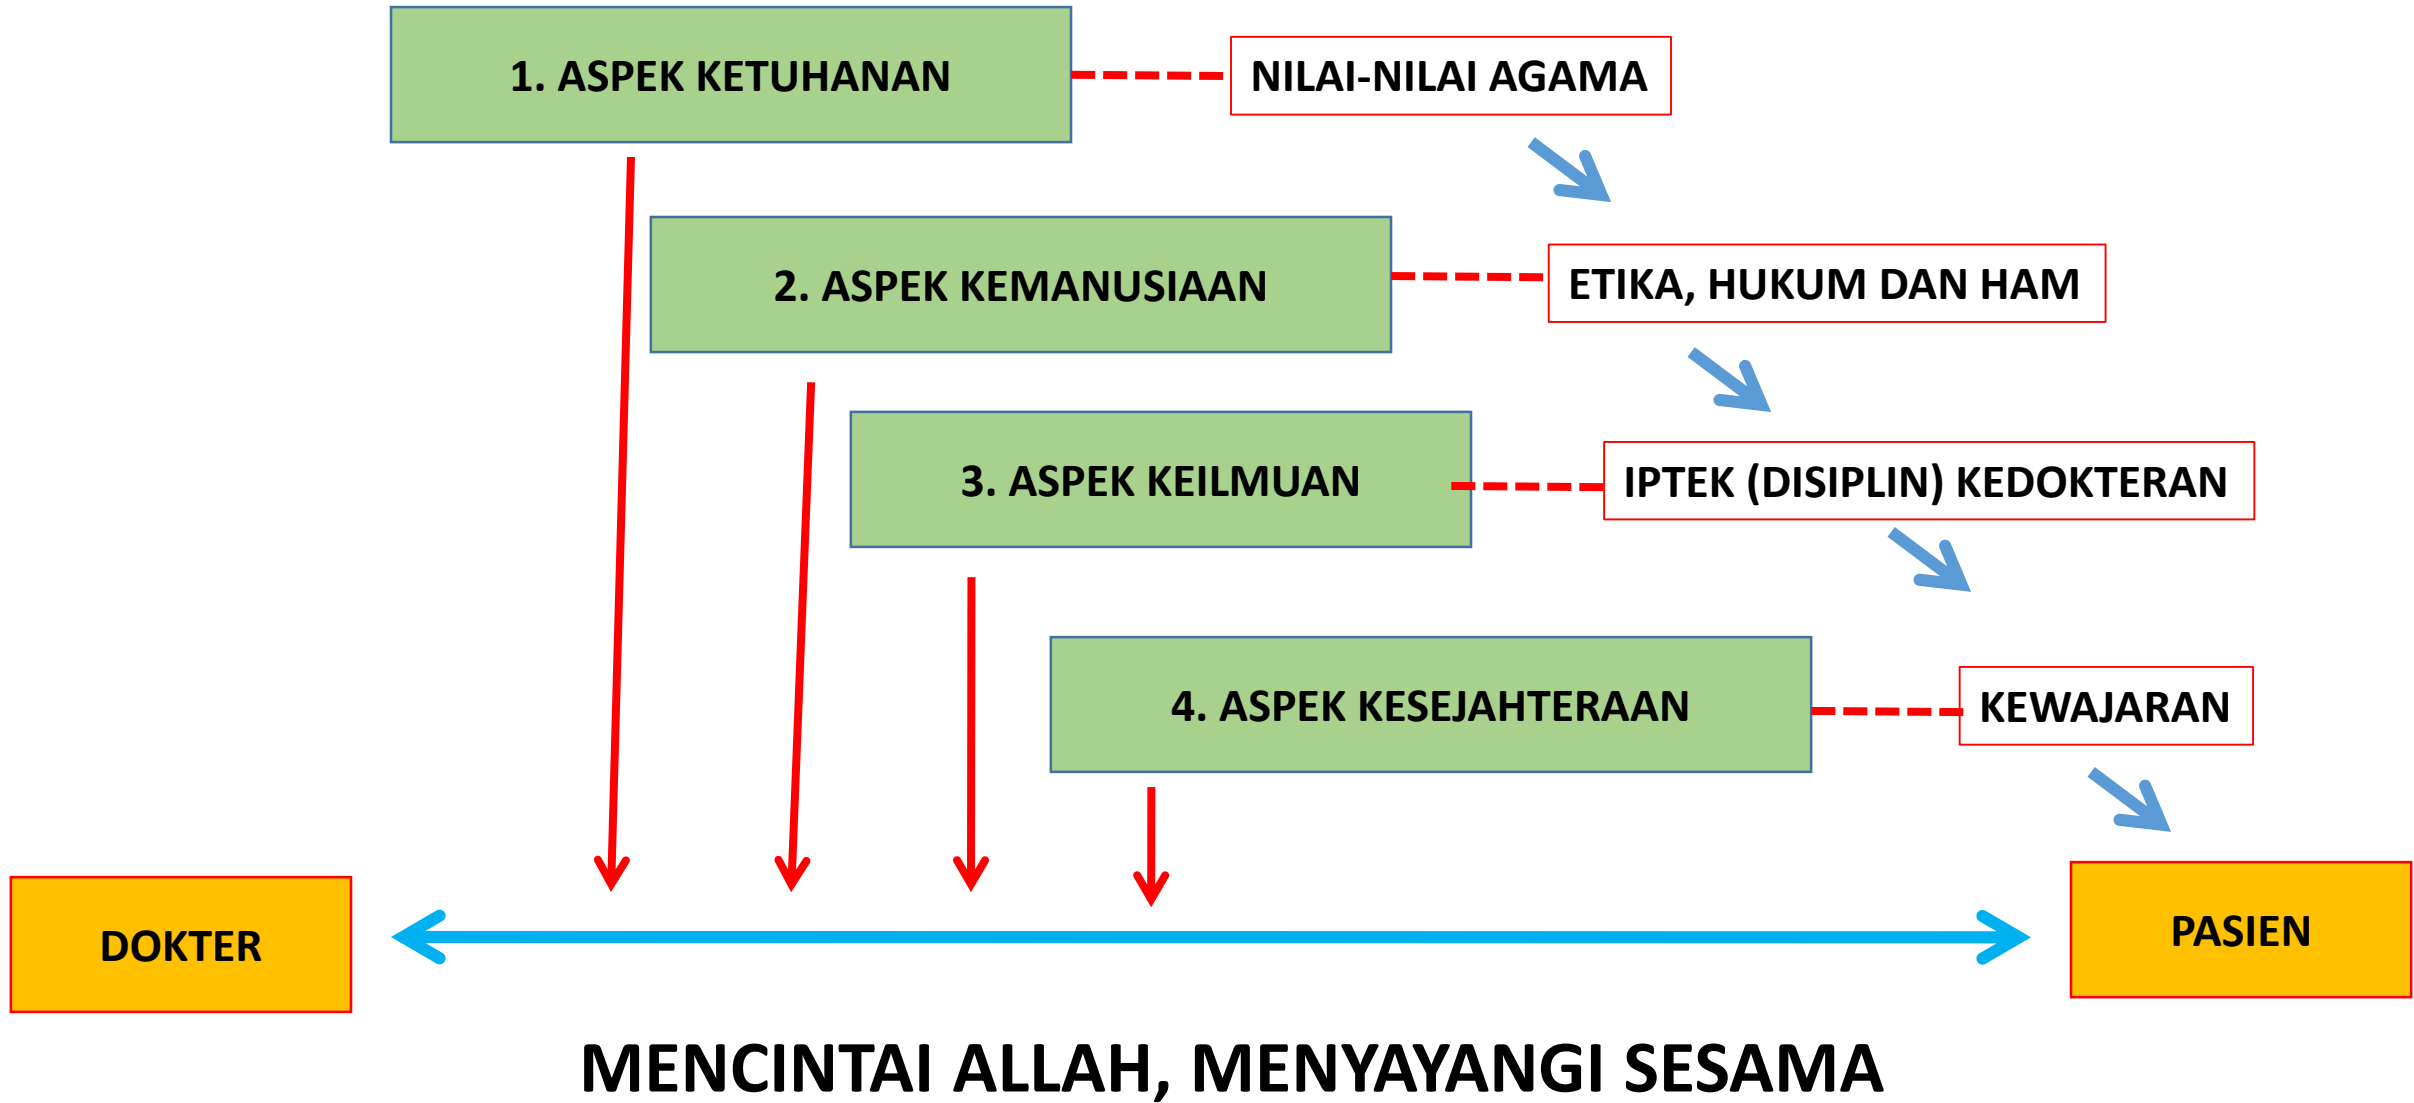 1. ASPEK KETUHANAN
NILAI-NILAI AGAMA
2. ASPEK KEMANUSIAAN
ETIKA, HUKUM DAN HAM
3. ASPEK KEILMUAN
IPTEK (DISIPLIN) KEDOKTERAN
4. ASPEK KESEJAHTERAAN
KEWAJARAN
DOKTER
PASIEN
MENCINTAI ALLAH, MENYAYANGI SESAMA